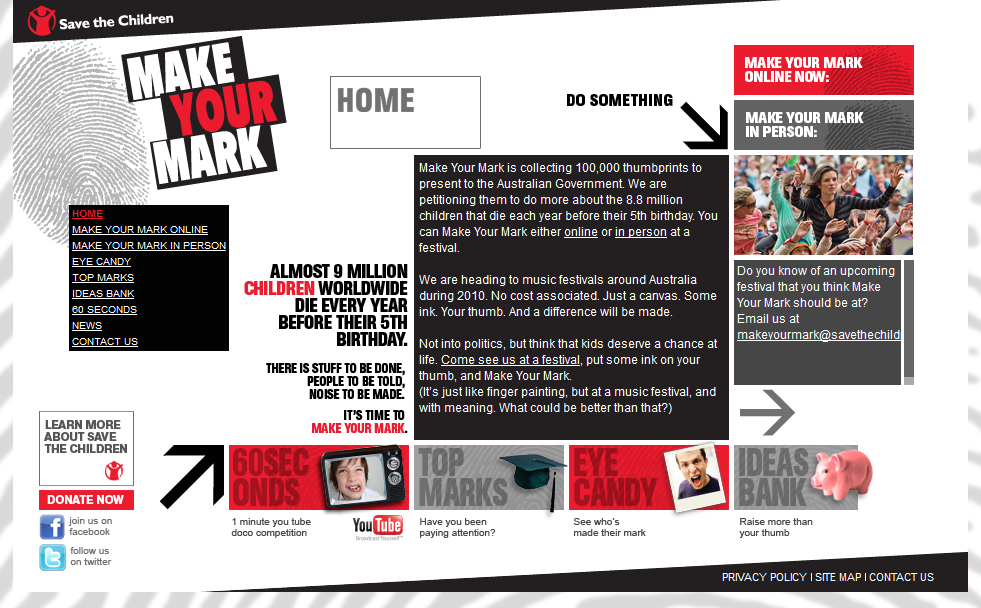 Save the Children
MAKE
YOUR
MARK
HOME
DO SOMETHING
MAKE YOUR MARK
ONLINE NOW:
MAKE YOUR MARK
IN PERSON:
HOME
MAKE YOUR MARK ONLINE
MAKE YOUR MARK IN PERSON
EYE CANDY
TOP MARKS
IDEAS BANK
60 SECONDS
NEWS
CONTACT US
ALMOST 9 MILLION
CHILDREN WORLDWIDE
DIE EVERY YEAR
BEFORE THEIR 5TH
BIRTHDAY.
THERE IS STUFF TO BE DONE,
PEOPLE TO BE TOLD,
NOISE TO BE MADE.
IT'S TIME TO
MAKE YOUR MARK.
Make Your Mark is collecting 100,000 thumbprints to
present to the Australian Government. We are
petitioning them to do more about the 8.8 million
children that die each year before their 5th birthday. You
can Make Your Mark either online or in person at a
festival.
We are heading to music festivals around Australia
during 2010. No cost associated. Just a canvas. Some
ink. Your thumb. And a difference will be made.
Not into politics, but think that kids deserve a chance at
life. Come see us at a festival, put some ink on your
thumb, and Make Your Mark.
(It's just like finger painting, but at a music festival, and
with meaning. What could be better than that?)
Do you know of an upcoming
festival that you think Make
Your Mark should be at?
Email us at
makeyourmark@savethechild
LEARN MORE
ABOUT SAVE
THE CHILDREN
DONATE NOW
join us on
facebook
follow us
on twitter
60SEC
ONDS
1 minute you tube
doco competition
YouTube
Broadcast Yourself™
TOP
MARKS
Have you been
paying attention?
EYE
CANDY
See who's
made their mark
IDEAS
BANK
Raise more than
your thumb
PRIVACY POLICY I SITE MAP I CONTACT US